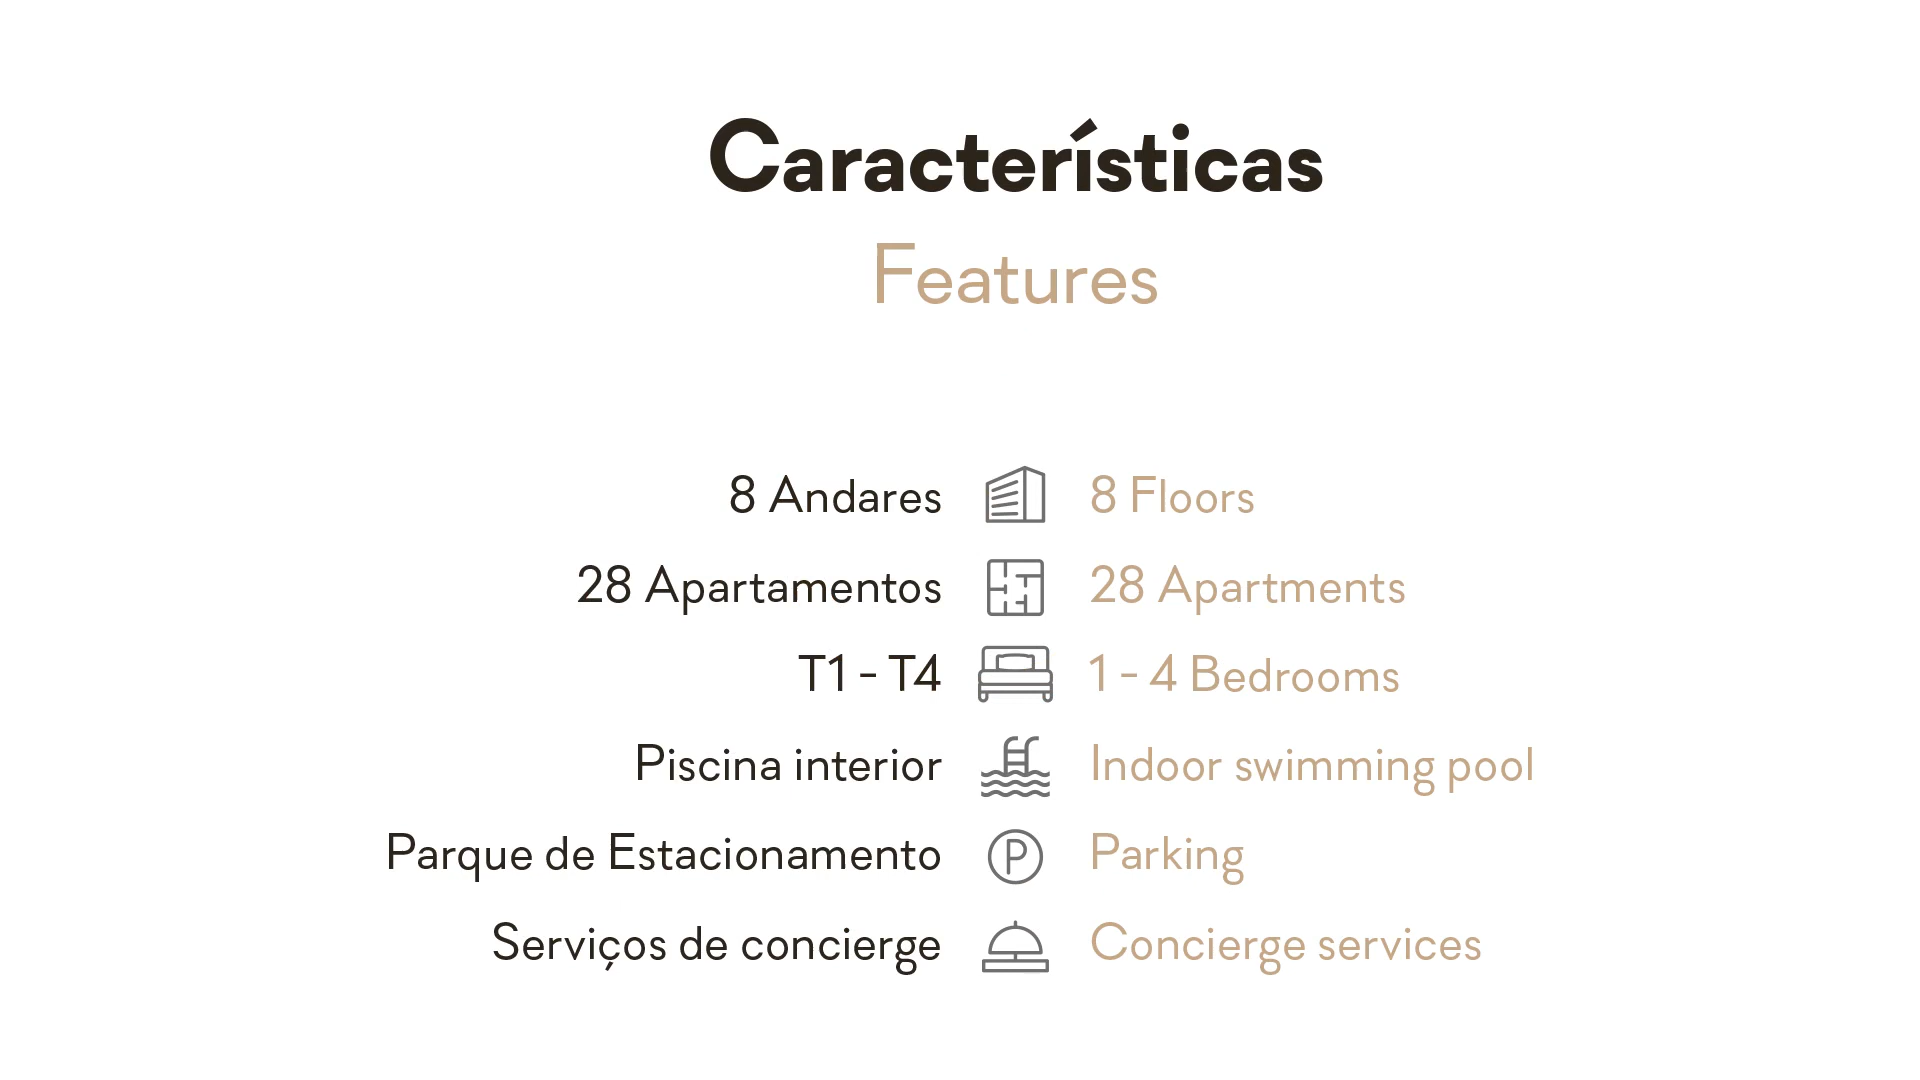 Características
Features
8 Andares 8 Floors
28 Apartamentos 28 Apartments
T1 - T4 1 - 4 Bedrooms
Piscina interior Indoor swimming pool
Parque de Estacionamento P Parking
Serviços de concierge Concierge services